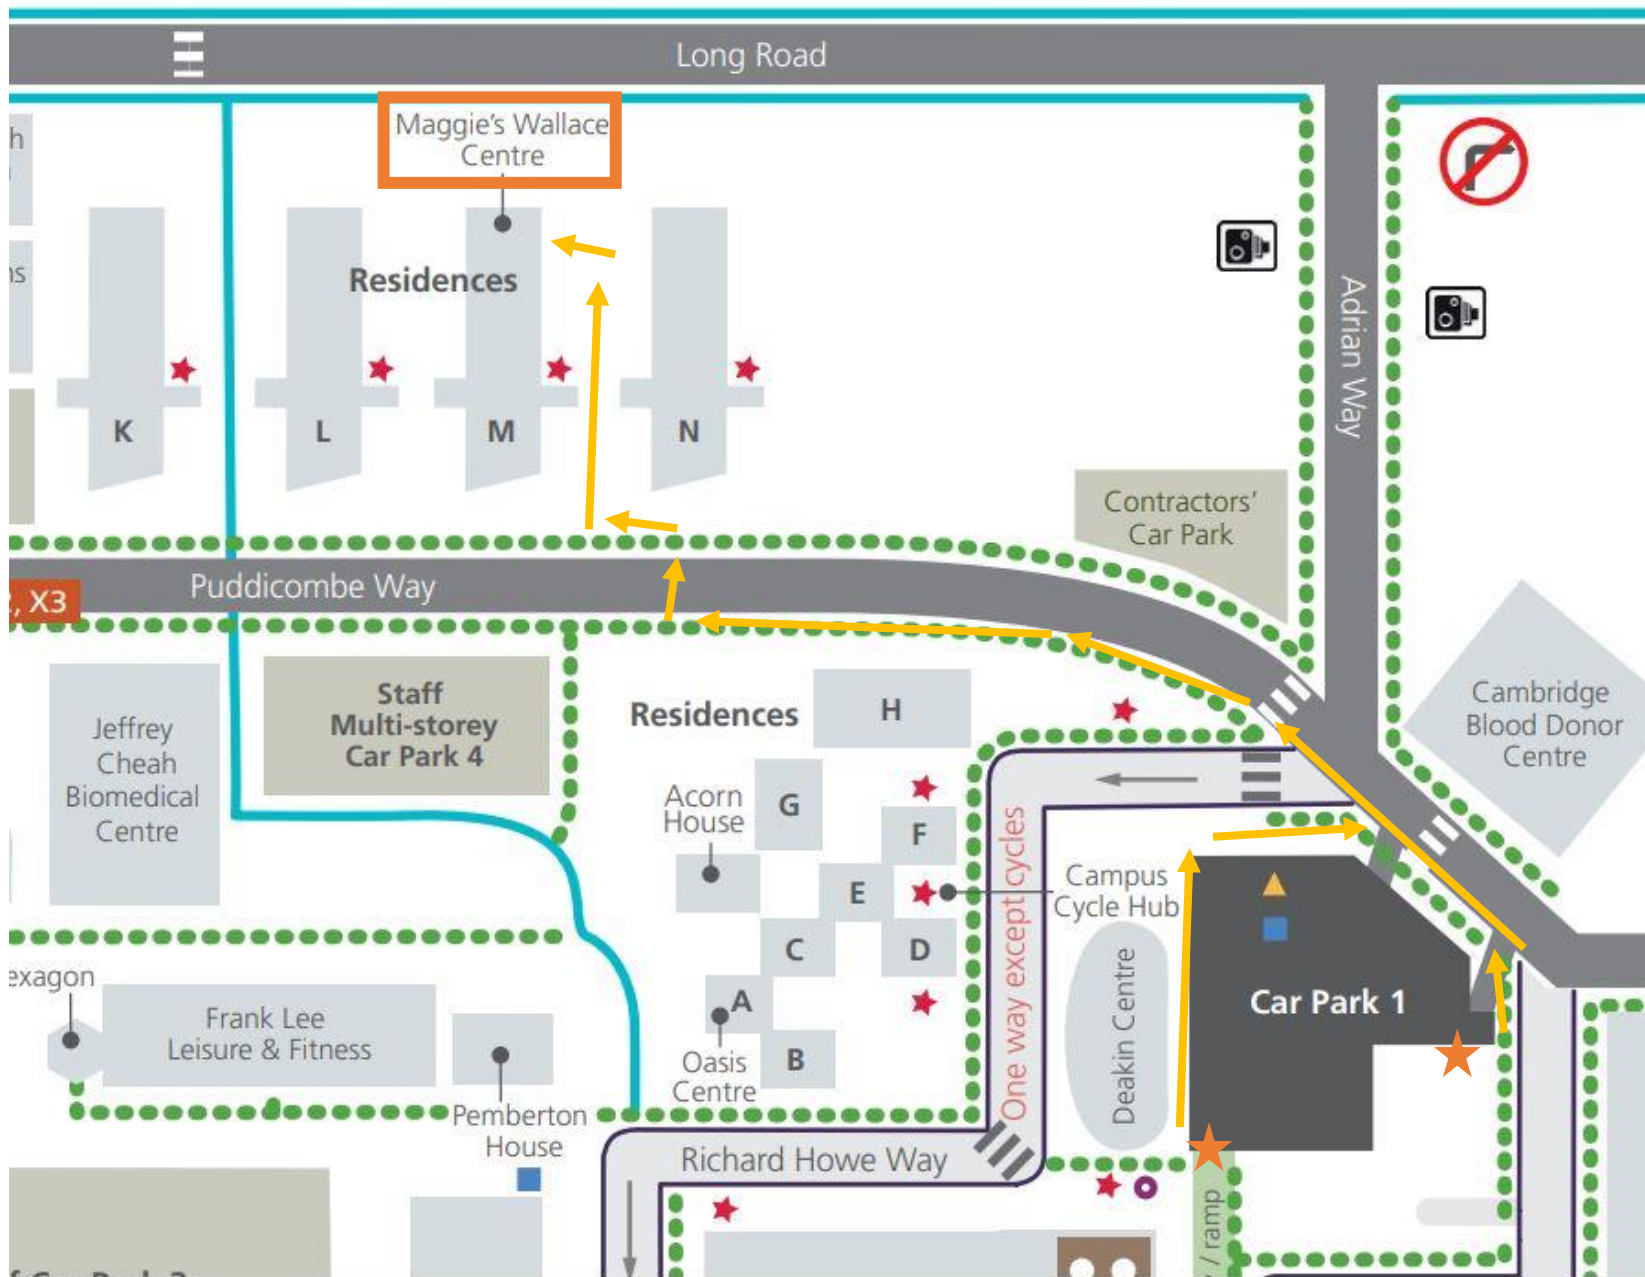 Long Road
Maggie's Wallace
Centre
h
ns
Residences
Adrian Way
K
L
M
N
Contractors'
Car Park
Puddicombe Way
, X3
Jeffrey
Cheah
Biomedical
Centre
Staff
Multi-storey
Car Park 4
Residences
H
Cambridge
Blood Donor
Centre
Acorn
House
G
F
E
One way except cycles
Campus
Cycle Hub
C
D
Deakin Centre
Car Park 1
exagon
A
Frank Lee
Leisure & Fitness
Oasis
Centre
B
Pemberton
House
Richard Howe Way
/ ramp